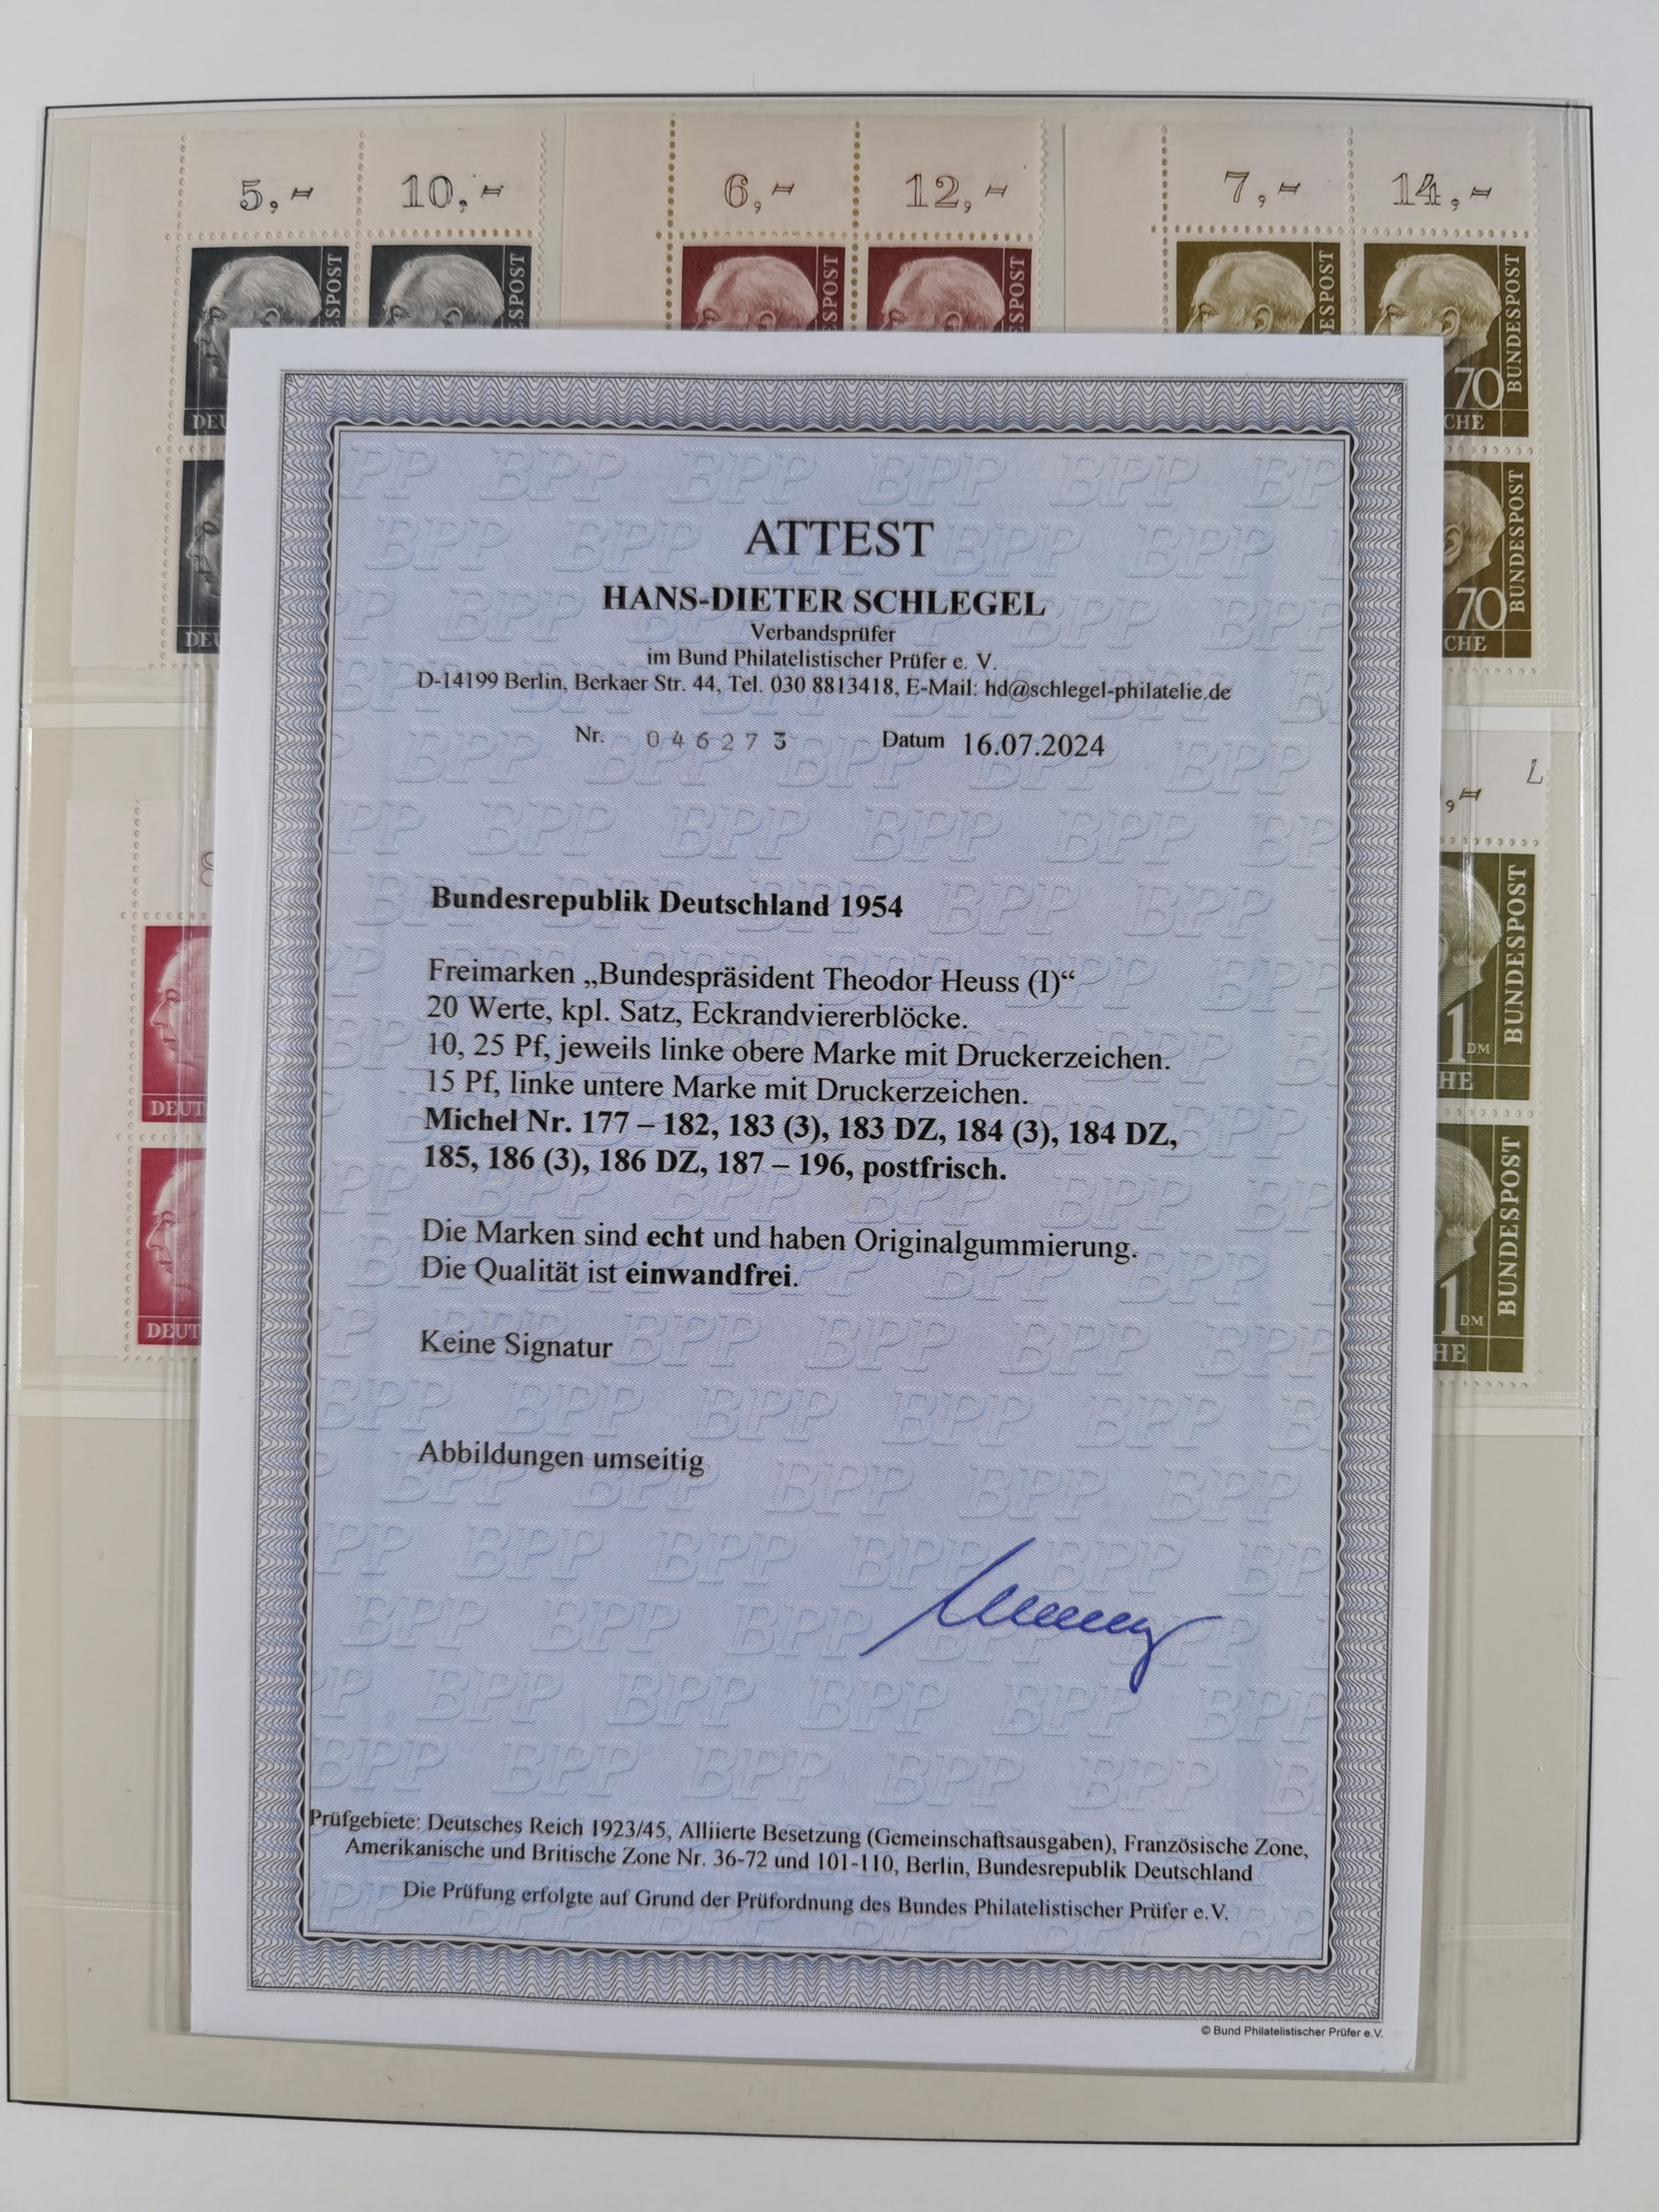 5,- 10,- 6,- 12,- 7,- 14,-
SPOST SPOST SPOST SPOST ESPOST BUNDESPOST
70
DEU CHE
BUNDESPOST
70
DEU CHE
ATTEST
HANS-DIETER SCHLEGEL
Verbandsprüfer
im Bund Philatelistischer Prüfer e. V.
D-14199 Berlin, Berkaer Str. 44, Tel. 030 8813418, E-Mail: hd@schlegel-philatelie.de
Nr. 046273 Datum 16.07.2024
Bundesrepublik Deutschland 1954
Freimarken „Bundespräsident Theodor Heuss (I)“
20 Werte, kpl. Satz, Eckrandviererblöcke.
10, 25 Pf, jeweils linke obere Marke mit Druckerzeichen.
15 Pf, linke untere Marke mit Druckerzeichen.
Michel Nr. 177 – 182, 183 (3), 183 DZ, 184 (3), 184 DZ,
185, 186 (3), 186 DZ, 187 – 196, postfrisch.
Die Marken sind echt und haben Originalgummierung.
Die Qualität ist einwandfrei.
Keine Signatur
Abbildungen umseitig
Prüfgebiete: Deutsches Reich 1923/45, Alliierte Besetzung (Gemeinschaftsausgaben), Französische Zone,
Amerikanische und Britische Zone Nr. 36-72 und 101-110, Berlin, Bundesrepublik Deutschland
Die Prüfung erfolgte auf Grund der Prüfordnung des Bundes Philatelistischer Prüfer e.V.
© Bund Philatelistischer Prüfer e.V.
,-
BUNDESPOST
1 DM
DEUT HE
BUNDESPOST
1 DM
DEUT HE